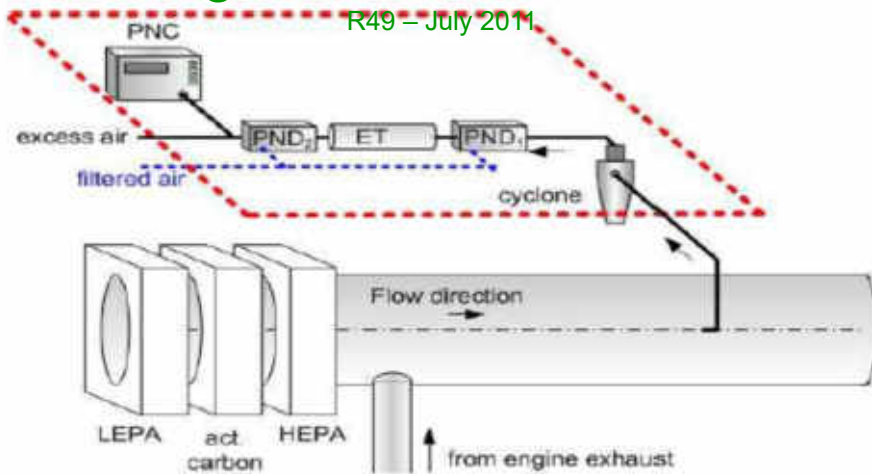 R49 – July 2011
PNC
excess air
PND2
ET
PND1
filtered air
cyclone
Flow direction
LEPA
act.
carbon
HEPA
from engine exhaust